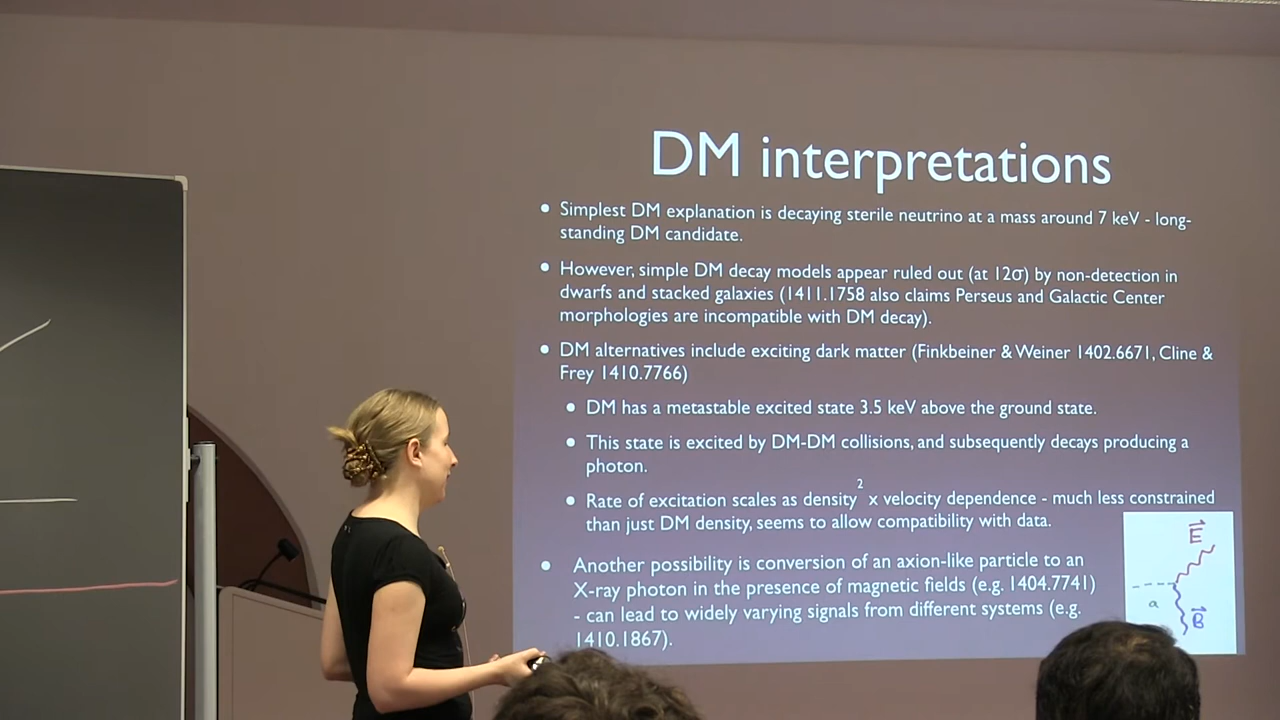 DM interpretations
• Simplest DM explanation is decaying sterile neutrino at a mass around 7 keV - long-
standing DM candidate.
• However, simple DM decay models appear ruled out (at 12σ) by non-detection in
dwarfs and stacked galaxies (1411.1758 also claims Perseus and Galactic Center
morphologies are incompatible with DM decay).
• DM alternatives include exciting dark matter (Finkbeiner & Weiner 1402.6671, Cline &
Frey 1410.7766)
• DM has a metastable excited state 3.5 keV above the ground state.
• This state is excited by DM-DM collisions, and subsequently decays producing a
photon.
• Rate of excitation scales as density² x velocity dependence - much less constrained
than just DM density, seems to allow compatibility with data.
• Another possibility is conversion of an axion-like particle to an
X-ray photon in the presence of magnetic fields (e.g. 1404.7741)
- can lead to widely varying signals from different systems (e.g.
1410.1867).
E⃗
a
B⃗